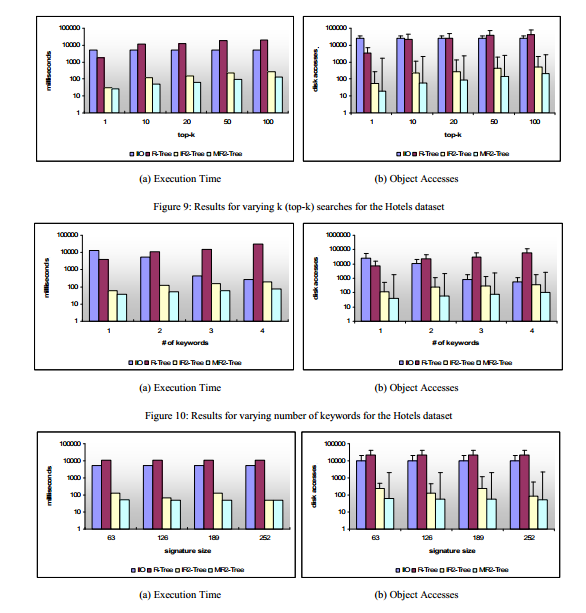 100000
10000
1000
100
10
1
milliseconds
1 10 20 50 100
top-k
IIO R-Tree IR2-Tree MIR2-Tree
100000
10000
1000
100
10
1
disk accesses
1 10 20 50 100
top-k
IIO R-Tree IR2-Tree MIR2-Tree
(a) Execution Time (b) Object Accesses
Figure 9: Results for varying k (top-k) searches for the Hotels dataset
100000
10000
1000
100
10
1
milliseconds
1 2 3 4
# of keywords
IIO R-Tree IR2-Tree MIR2-Tree
100000
10000
1000
100
10
1
disk accesses
1 2 3 4
# of keywords
IIO R-Tree IR2-Tree MIR2-Tree
(a) Execution Time (b) Object Accesses
Figure 10: Results for varying number of keywords for the Hotels dataset
100000
10000
1000
100
10
1
milliseconds
63 126 189 252
signature size
IIO R-Tree IR2-Tree MIR2-Tree
100000
10000
1000
100
10
1
disk accesses
63 126 189 252
signature size
IIO R-Tree IR2-Tree MIR2-Tree
(a) Execution Time (b) Object Accesses